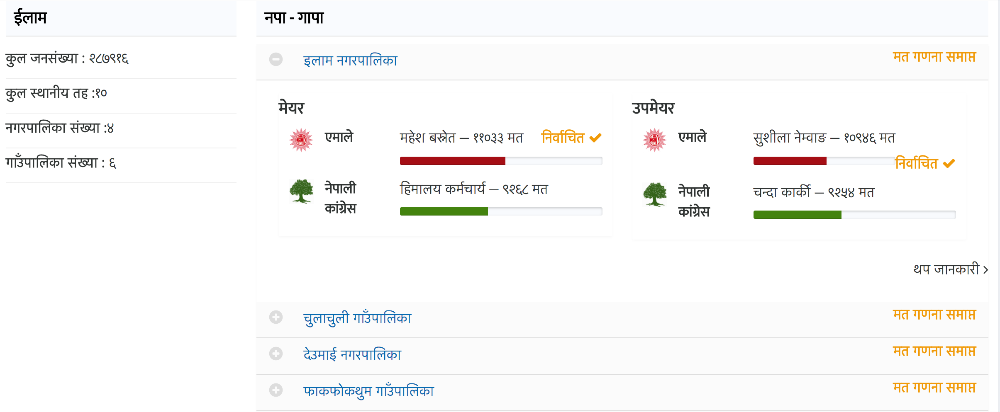 ईलाम
कुल जनसंख्या : २८७९१६
कुल स्थानीय तह :१०
नगरपालिका संख्या :४
गाउँपालिका संख्या : ६
नपा - गापा
इलाम नगरपालिका
मत गणना समाप्त
मेयर
एमाले
महेश बस्नेत – ११०३३ मत
निर्वाचित
नेपाली
कांग्रेस
हिमालय कर्मचार्य – ९२६८ मत
उपमेयर
एमाले
सुशीला नेम्वाङ – १०९४६ मत
निर्वाचित
नेपाली
कांग्रेस
चन्दा कार्की – ९२५४ मत
थप जानकारी
चुलाचुली गाउँपालिका
मत गणना समाप्त
देउमाई नगरपालिका
मत गणना समाप्त
फाकफोकथुम गाउँपालिका
मत गणना समाप्त